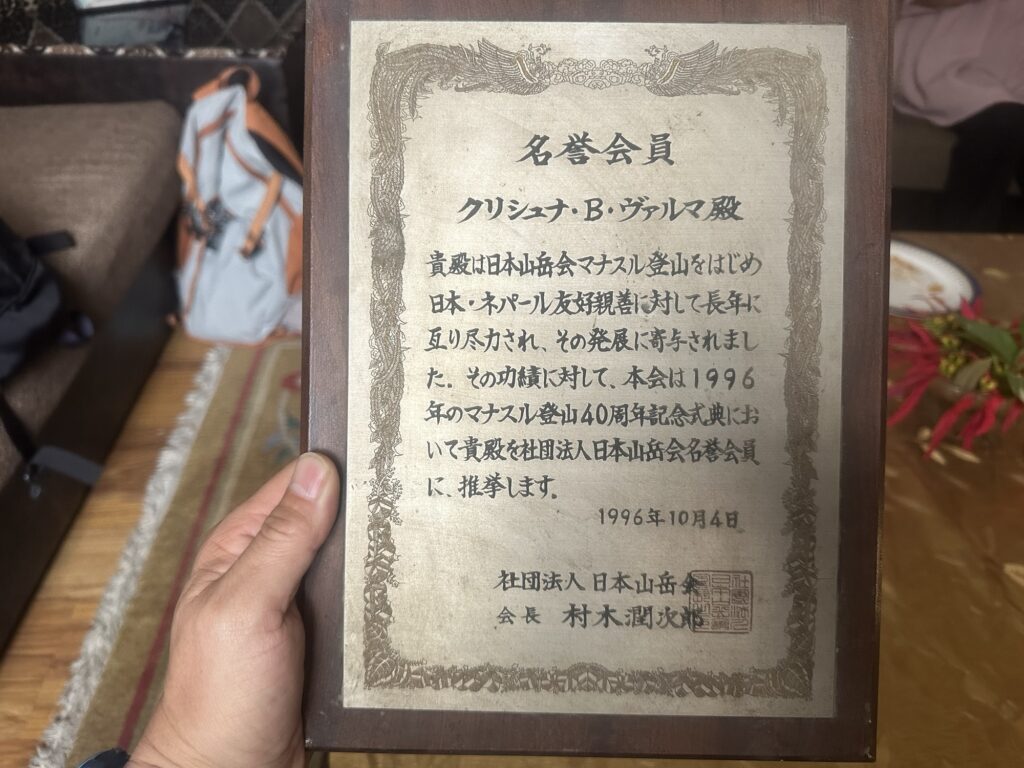 名誉会員
クリシュナ・B・ヴァルマ殿
貴殿は日本山岳会マナスル登山をはじめ
日本・ネパール友好親善に対して長年に
亙り尽力され、その発展に寄与されまし
た。その功績に対して、本会は1996
年のマナスル登山40周年記念式典にお
いて貴殿を社団法人日本山岳会名誉会員
に、推挙します。
1996年10月4日
社団法人日本山岳会
会長 村木潤次郎